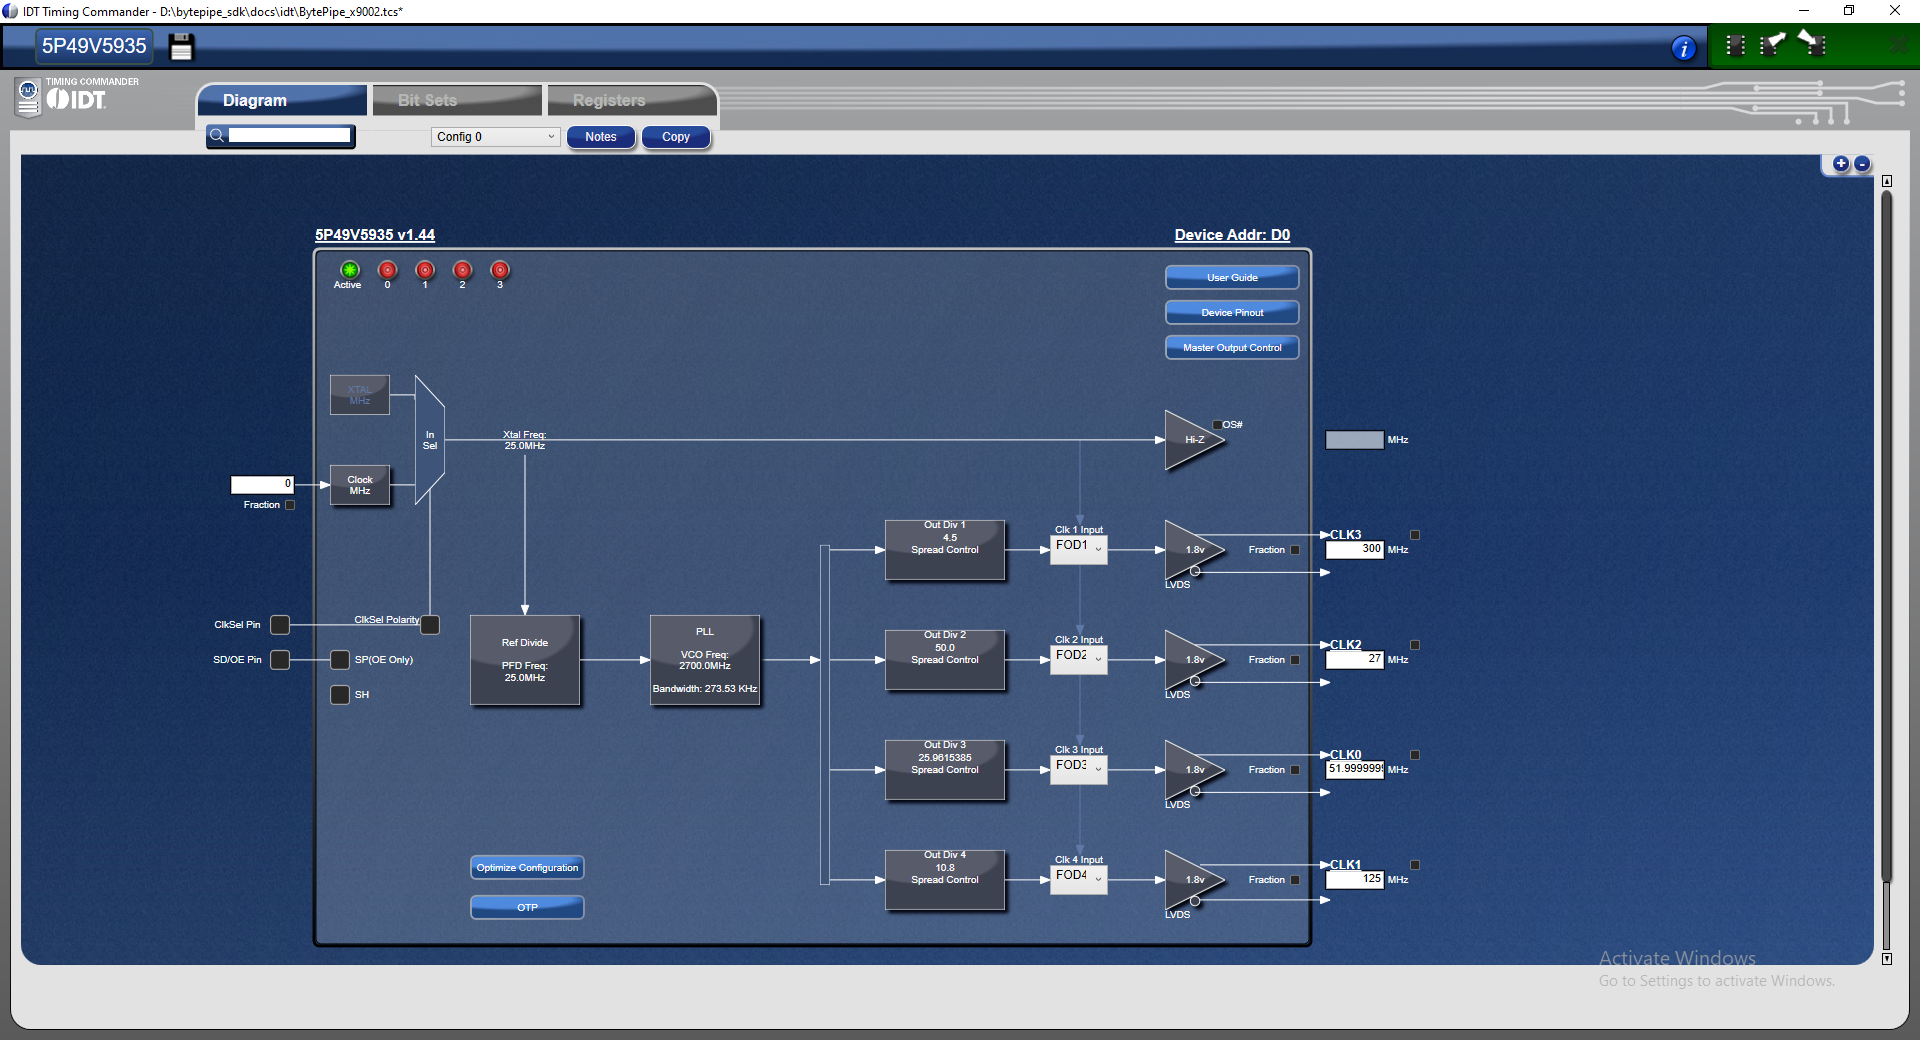 IDT Timing Commander - D:\bytepipe_sdk\docs\idt\BytePipe_x9002.tcs*
5P49V5935
i
TIMING COMMANDER
IDT.
Diagram
Bit Sets
Registers
Config 0
Notes
Copy
+ -
5P49V5935 v1.44
Device Addr: D0
Active 0 1 2 3
User Guide
Device Pinout
Master Output Control
XTAL
MHz
In
Sel
Xtal Freq:
25.0MHz
Hi-Z
OS#
MHz
0
Fraction
Clock
MHz
Out Div 1
4.5
Spread Control
Clk 1 Input
FOD1
1.8v
LVDS
Fraction
CLK3
300 MHz
ClkSel Pin
ClkSel Polarity
SD/OE Pin
SP(OE Only)
SH
Ref Divide
PFD Freq:
25.0MHz
PLL
VCO Freq:
2700.0MHz
Bandwidth: 273.53 KHz
Out Div 2
50.0
Spread Control
Clk 2 Input
FOD2
1.8v
LVDS
Fraction
CLK2
27 MHz
Out Div 3
25.9615385
Spread Control
Clk 3 Input
FOD3
1.8v
LVDS
Fraction
CLK0
51.9999999 MHz
Optimize Configuration
OTP
Out Div 4
10.8
Spread Control
Clk 4 Input
FOD4
1.8v
LVDS
Fraction
CLK1
125 MHz
Activate Windows
Go to Settings to activate Windows.